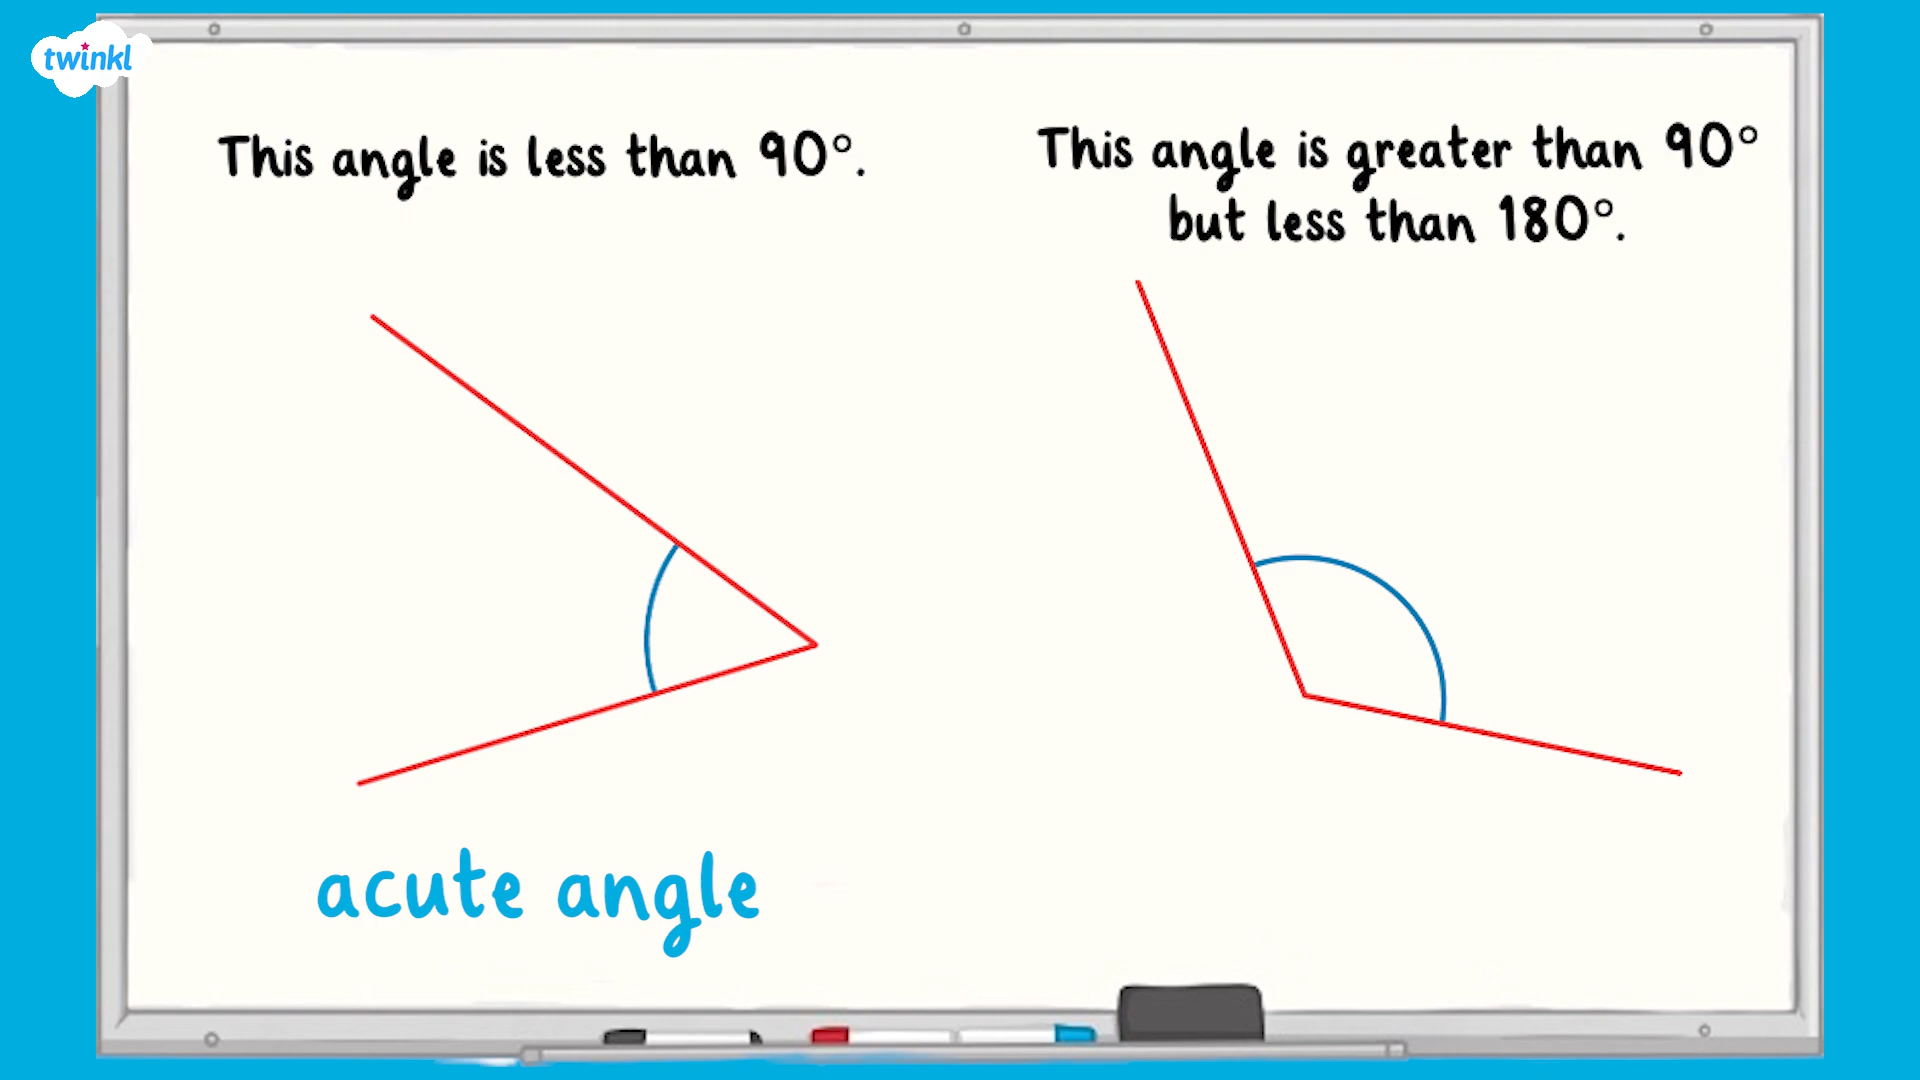 twinkl
This angle is less than 90°.
This angle is greater than 90°
but less than 180°.
acute angle